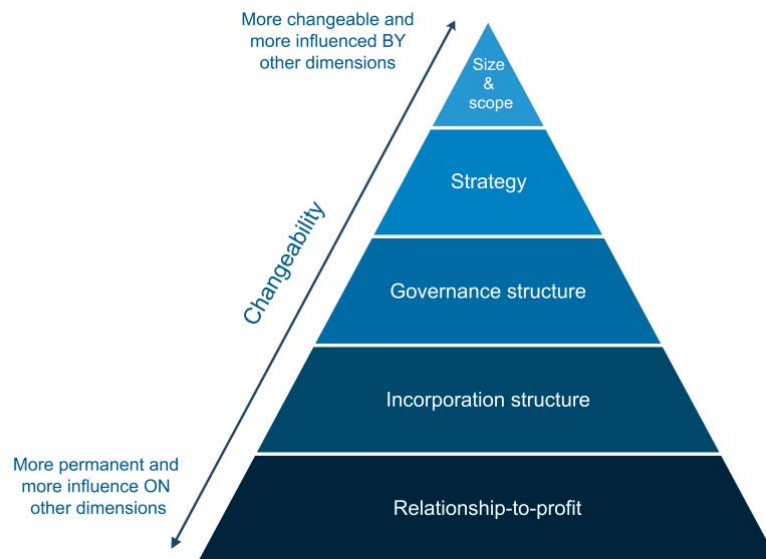 More changeable and
more influenced BY
other dimensions
Size
&
scope
Strategy
Changeability
Governance structure
Incorporation structure
More permanent and
more influence ON
other dimensions
Relationship-to-profit